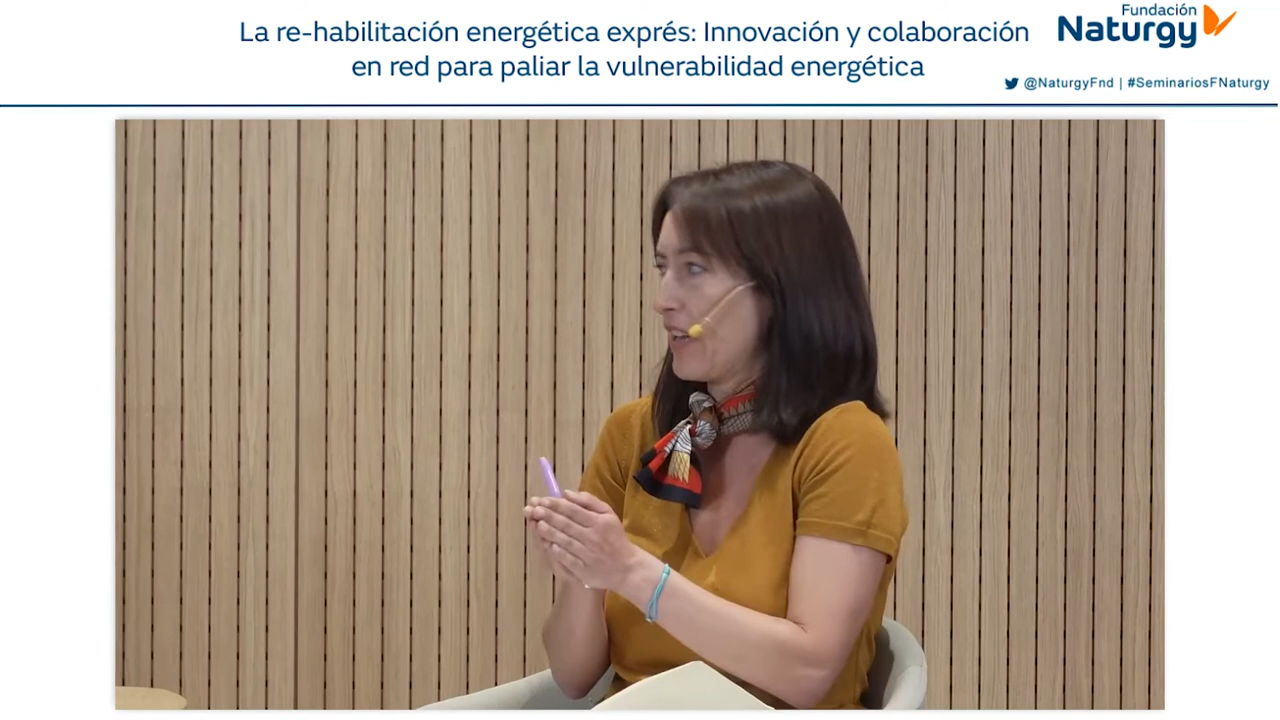 La re-habilitación energética exprés: Innovación y colaboración
en red para paliar la vulnerabilidad energética
Fundación
Naturgy
@NaturgyFnd | #SeminariosFNaturgy